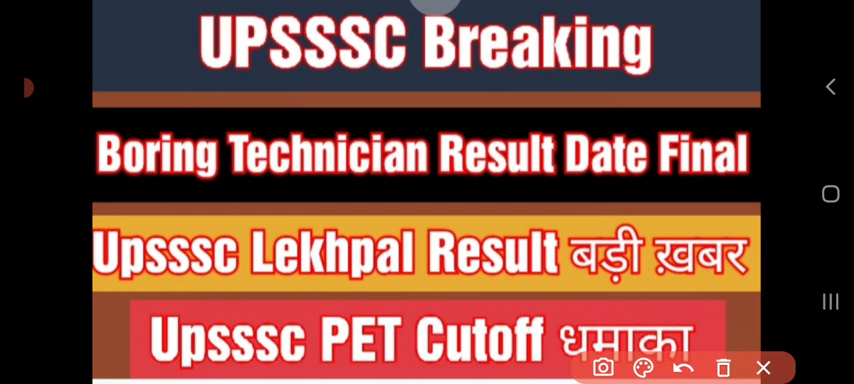 UPSSSC Breaking
Boring Technician Result Date Final
Upsssc Lekhpal Result बड़ी ख़बर
Upsssc PET Cutoff धमाका